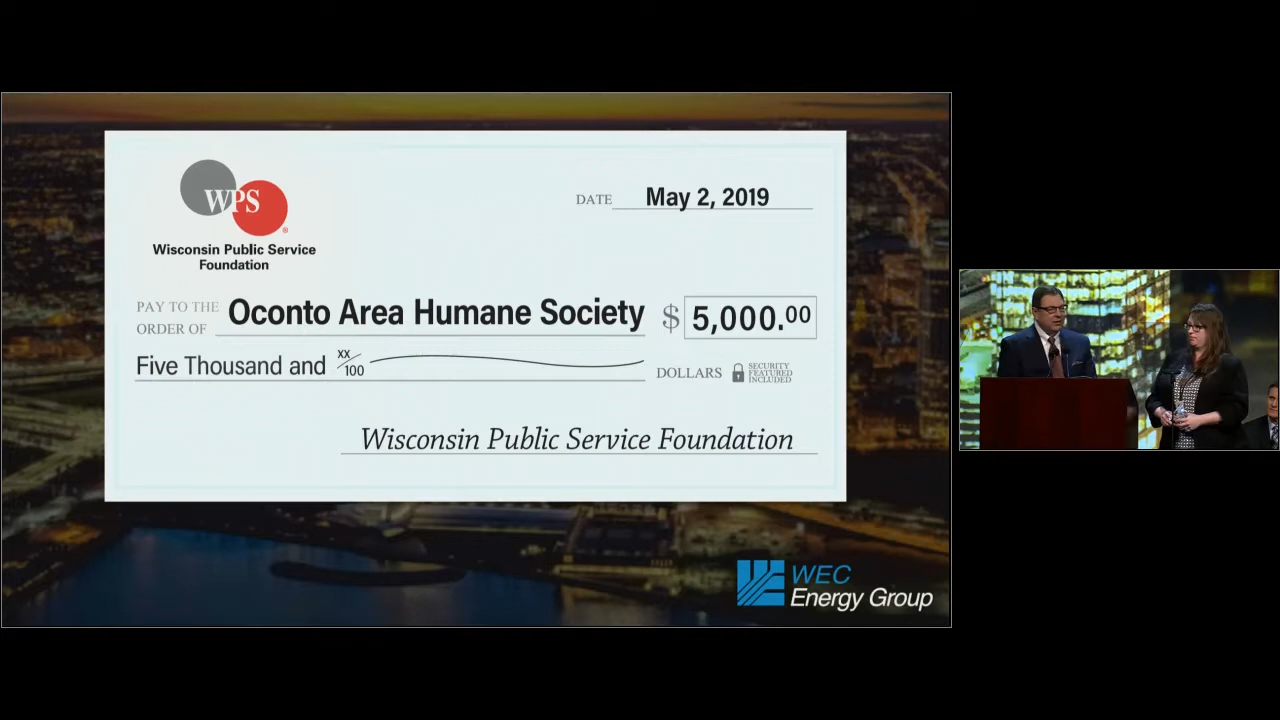 WPS
®
Wisconsin Public Service
Foundation
DATE May 2, 2019
PAY TO THE
ORDER OF Oconto Area Humane Society $ 5,000.00
Five Thousand and xx/100
DOLLARS SECURITY
FEATURED
INCLUDED
Wisconsin Public Service Foundation
WEC
Energy Group